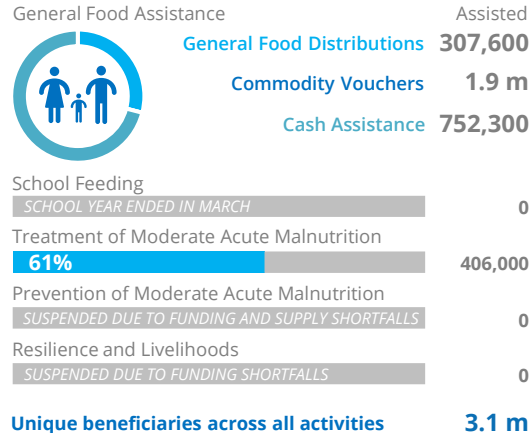 General Food Assistance Assisted
General Food Distributions 307,600
Commodity Vouchers 1.9 m
Cash Assistance 752,300
School Feeding
SCHOOL YEAR ENDED IN MARCH 0
Treatment of Moderate Acute Malnutrition
61% 406,000
Prevention of Moderate Acute Malnutrition
SUSPENDED DUE TO FUNDING AND SUPPLY SHORTFALLS 0
Resilience and Livelihoods
SUSPENDED DUE TO FUNDING SHORTFALLS 0
Unique beneficiaries across all activities 3.1 m